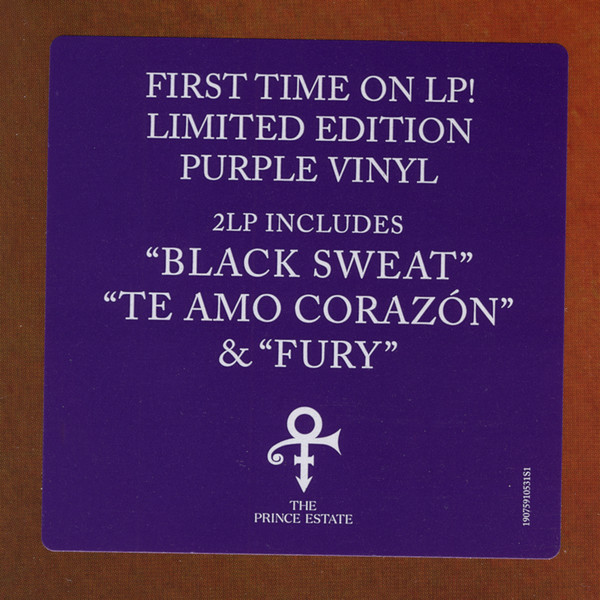 FIRST TIME ON LP!
LIMITED EDITION
PURPLE VINYL
2LP INCLUDES
“BLACK SWEAT”
“TE AMO CORAZÓN”
& “FURY”
THE
PRINCE ESTATE
19075910531S1